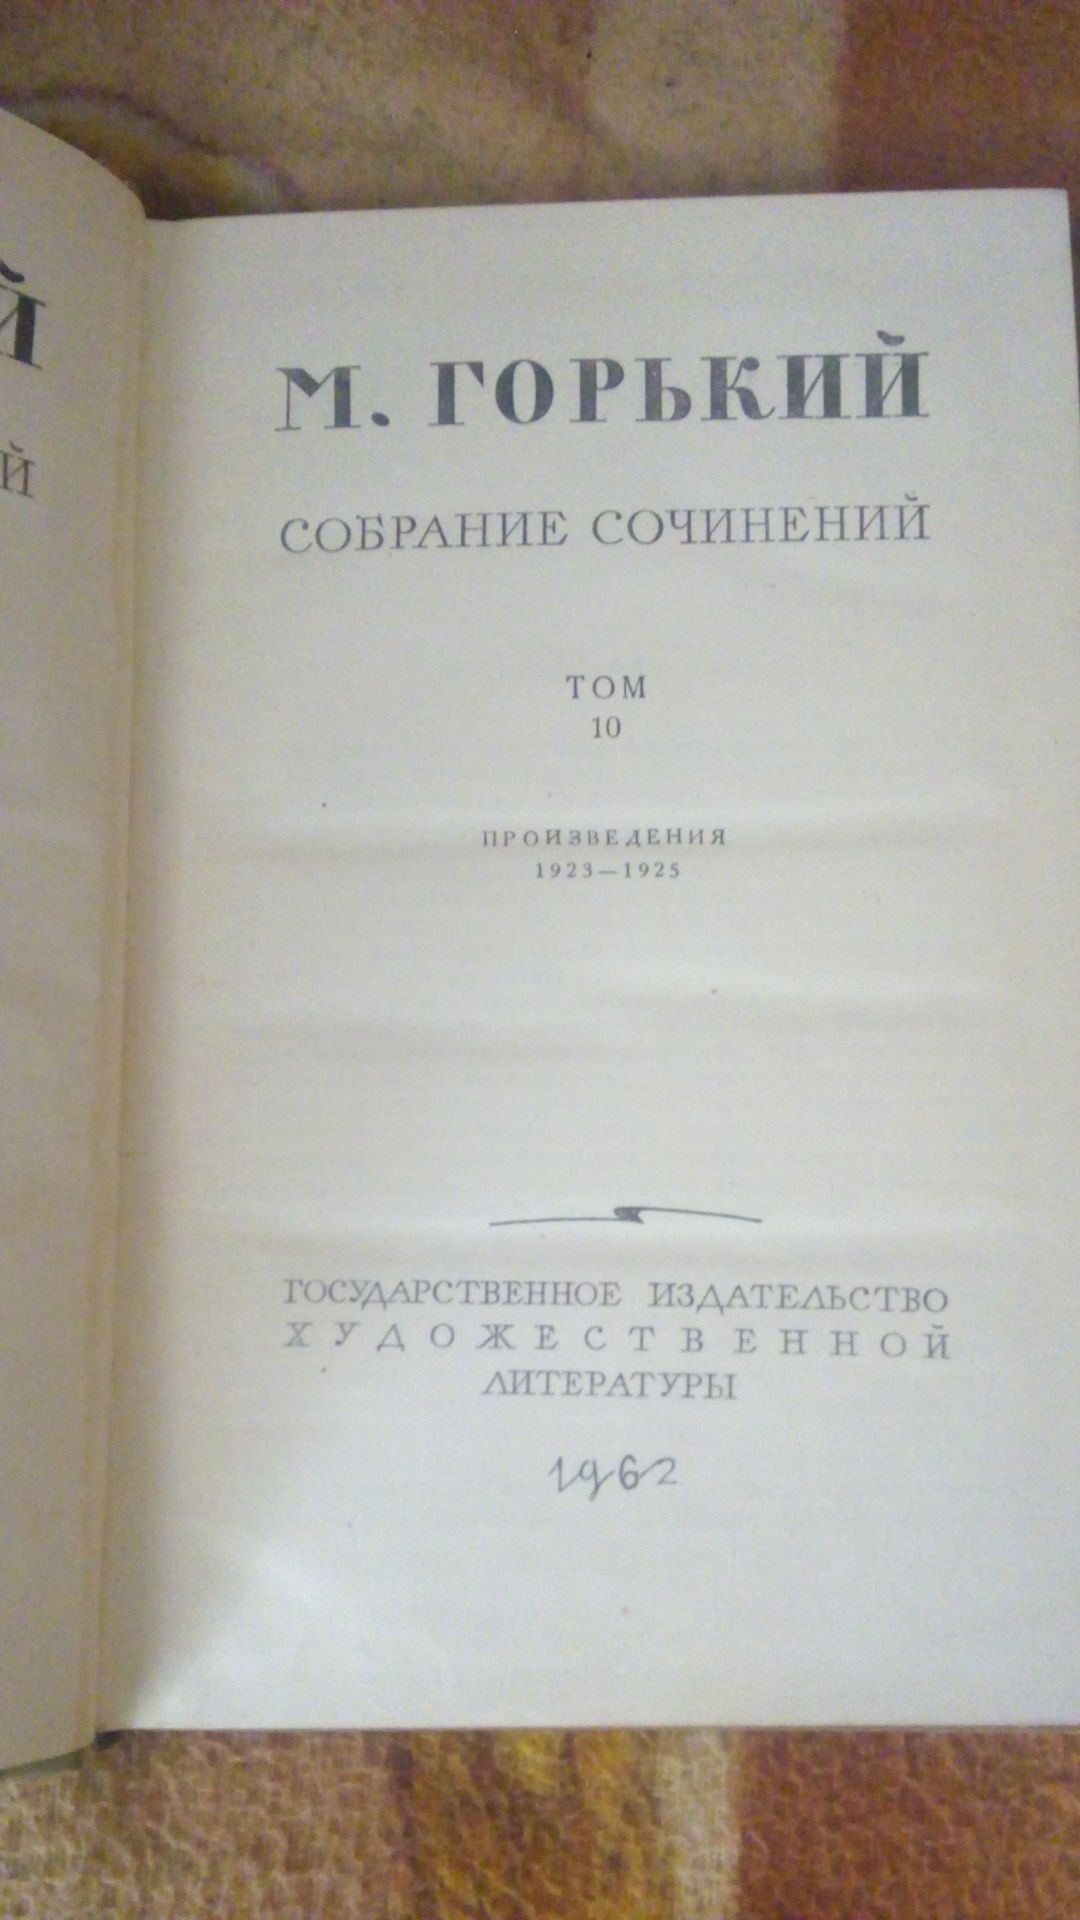 Й
М. ГОРЬКИЙ
Й
СОБРАНИЕ СОЧИНЕНИЙ
ТОМ
10
ПРОИЗВЕДЕНИЯ
1923—1925
ГОСУДАРСТВЕННОЕ ИЗДАТЕЛЬСТВО
ХУДОЖЕСТВЕННОЙ
ЛИТЕРАТУРЫ
1962